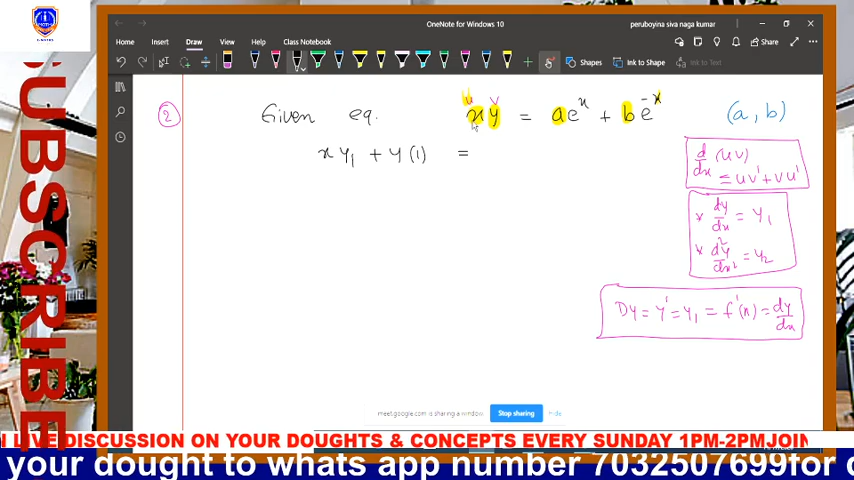 SUBSCRIBE
OneNote for Windows 10
peruboyina siva naga kumar
Home Insert Draw View Help Class Notebook
Share
Shapes Ink to Shape Ink to Text
② Given eq. xy = ae^x + be^-x (a, b)
u v
x y₁ + y (1) =
d/dx (uv)
= uv' + vu'
* dy/dx = y₁
* d²y/dx² = y₂
Dy = y' = y₁ = f'(x) = dy/dx
meet.google.com is sharing a window. Stop sharing Hide
N LIVE DISCUSSION ON YOUR DOUGHTS & CONCEPTS EVERY SUNDAY 1PM-2PM,JOIN
your dought to whats app number 7032507699for